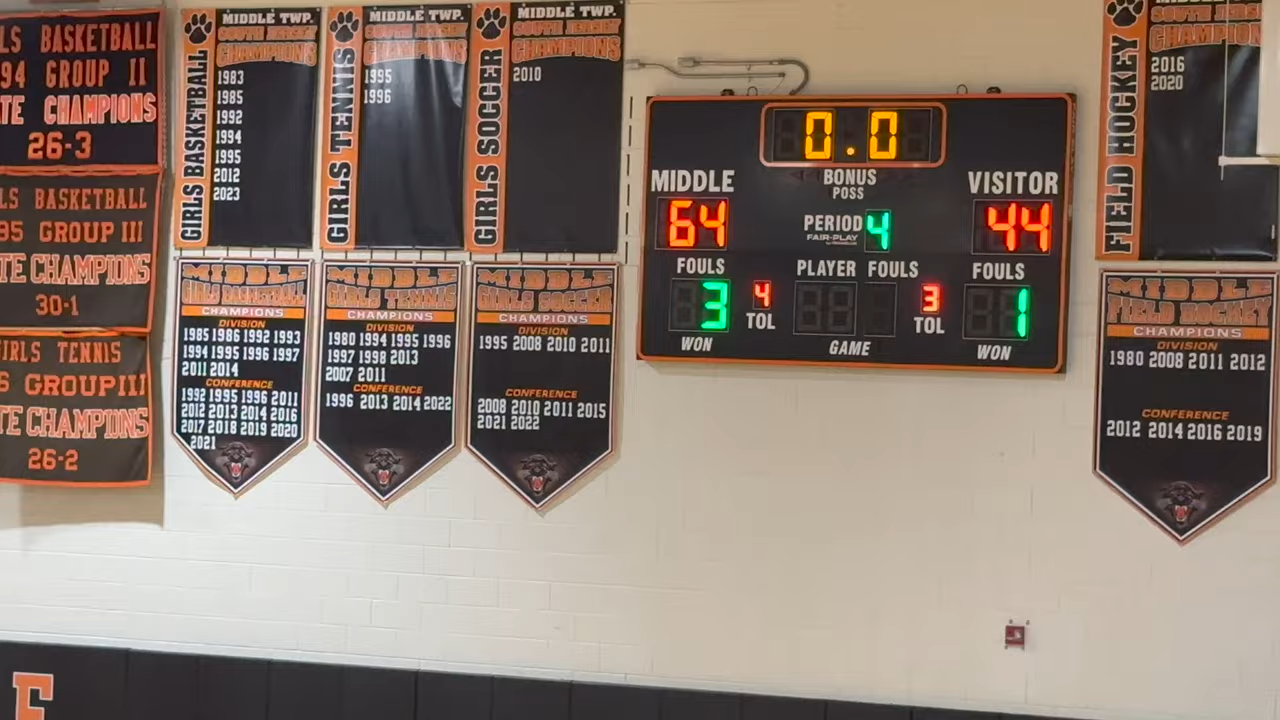 LS BASKETBALL
94 GROUP II
TE CHAMPIONS
26-3
LS BASKETBALL
95 GROUP III
TE CHAMPIONS
30-1
IRLS TENNIS
6 GROUP III
TE CHAMPIONS
26-2
GIRLS BASKETBALL
MIDDLE TWP.
SOUTH JERSEY
CHAMPIONS
1983
1985
1992
1994
1995
2012
2023
GIRLS TENNIS
MIDDLE TWP.
SOUTH JERSEY
CHAMPIONS
1995
1996
GIRLS SOCCER
MIDDLE TWP.
SOUTH JERSEY
CHAMPIONS
2010
MIDDLE
GIRLS BASKETBALL
CHAMPIONS
DIVISION
1985 1986 1992 1993
1994 1995 1996 1997
2011 2014
CONFERENCE
1992 1995 1996 2011
2012 2013 2014 2016
2017 2018 2019 2020
2021
MIDDLE
GIRLS TENNIS
CHAMPIONS
DIVISION
1980 1994 1995 1996
1997 1998 2013
2007 2011
CONFERENCE
1996 2013 2014 2022
MIDDLE
GIRLS SOCCER
CHAMPIONS
DIVISION
1995 2008 2010 2011
CONFERENCE
2008 2010 2011 2015
2021 2022
0.0
MIDDLE BONUS VISITOR
POSS
64 PERIOD 4 44
FAIR-PLAY
FOULS PLAYER FOULS FOULS
3 4 3 1
TOL TOL
WON GAME WON
FIELD HOCKEY
SOUTH JERSEY
CHAMPION
2016
2020
MIDDLE
FIELD HOCKEY
CHAMPIONS
DIVISION
1980 2008 2011 2012
CONFERENCE
2012 2014 2016 2019
E